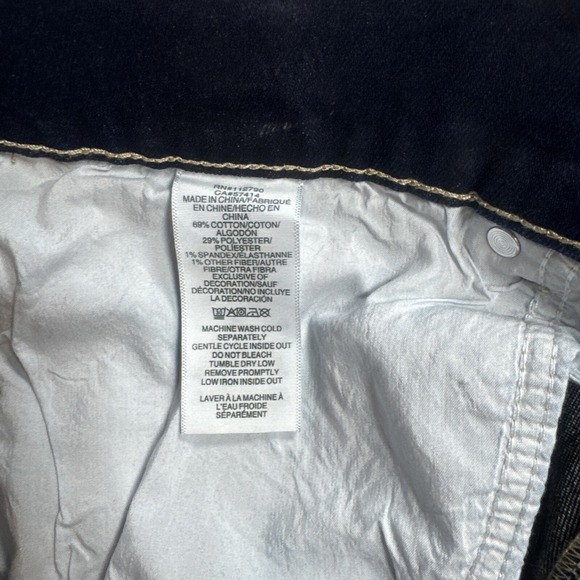 RN#112790
CA#57414
MADE IN CHINA/FABRIQUÉ
EN CHINE/HECHO EN
CHINA
69% COTTON/COTON/
ALGODON
29% POLYESTER/
POLIESTER
1% SPANDEX/ÉLASTHANNE
1% OTHER FIBER/AUTRE
FIBRE/OTRA FIBRA
EXCLUSIVE OF
DECORATION/SAUF
DÉCORATION/NO INCLUYE
LA DECORACIÓN
MACHINE WASH COLD
SEPARATELY
GENTLE CYCLE INSIDE OUT
DO NOT BLEACH
TUMBLE DRY LOW
REMOVE PROMPTLY
LOW IRON INSIDE OUT
LAVER À LA MACHINE À
L'EAU FROIDE
SÉPARÉMENT